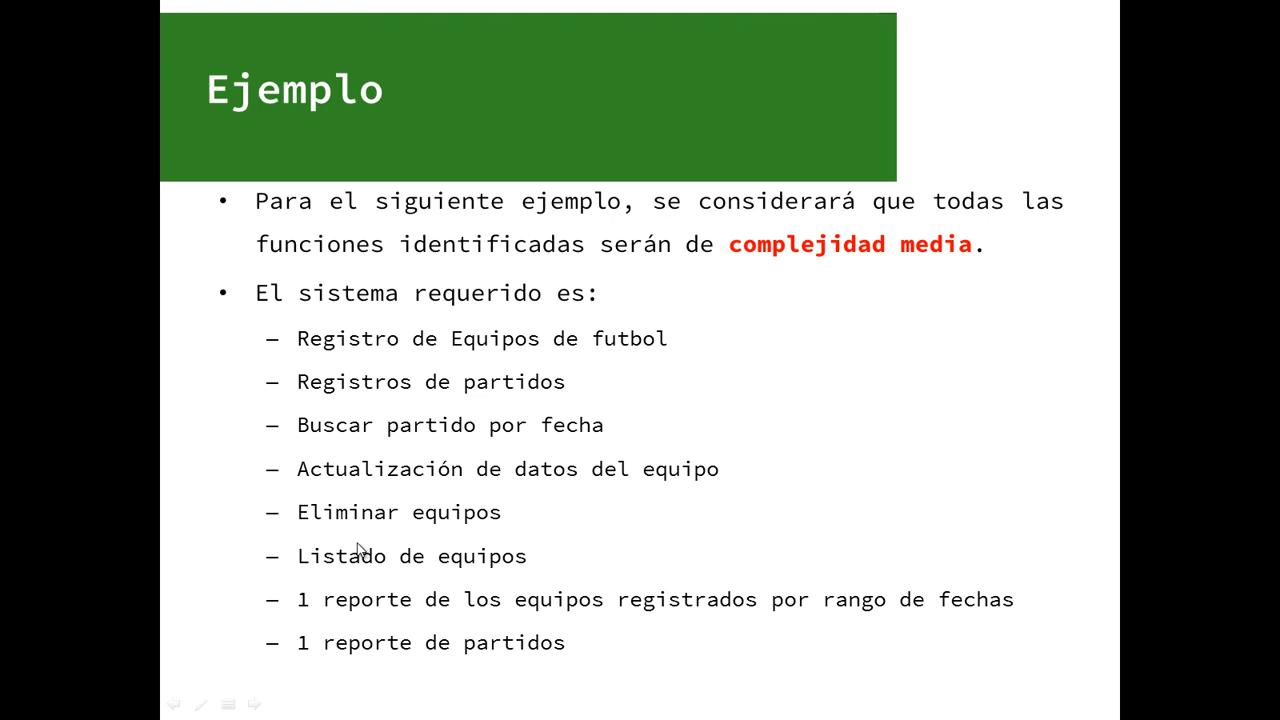 Ejemplo
• Para el siguiente ejemplo, se considerará que todas las
funciones identificadas serán de complejidad media.
• El sistema requerido es:
– Registro de Equipos de futbol
– Registros de partidos
– Buscar partido por fecha
– Actualización de datos del equipo
– Eliminar equipos
– Listado de equipos
– 1 reporte de los equipos registrados por rango de fechas
– 1 reporte de partidos